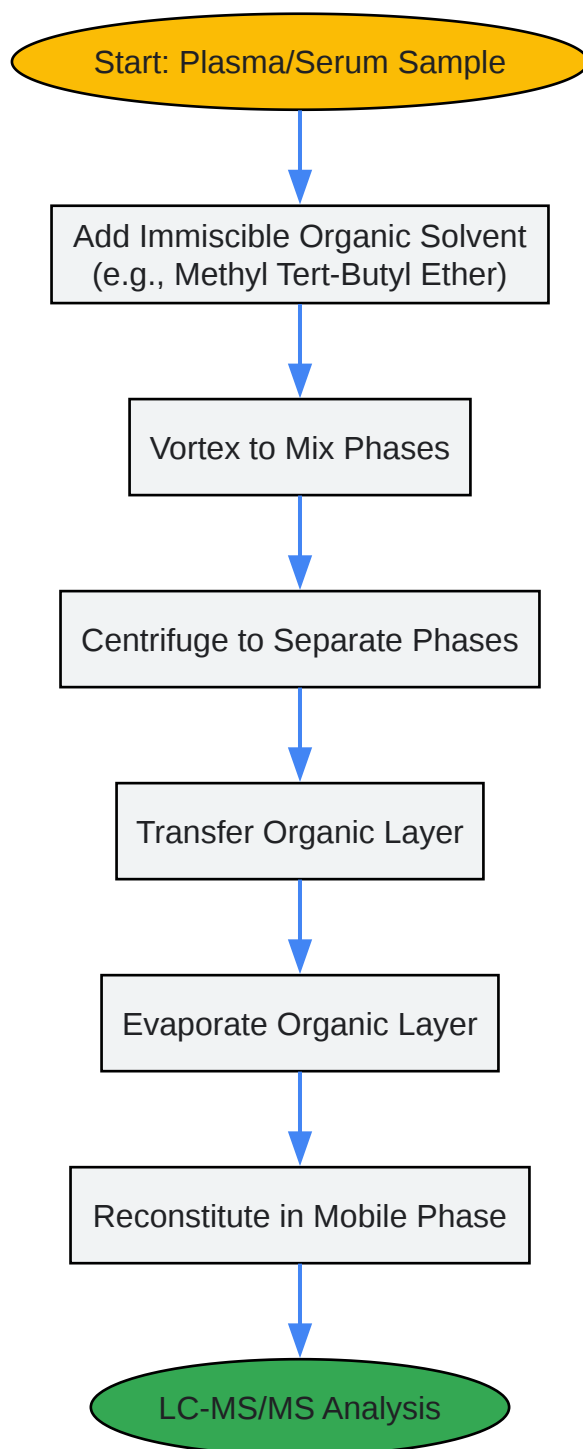 Start: Plasma/Serum Sample
Add Immiscible Organic Solvent
(e.g., Methyl Tert-Butyl Ether)
Vortex to Mix Phases
Centrifuge to Separate Phases
Transfer Organic Layer
Evaporate Organic Layer
Reconstitute in Mobile Phase
LC-MS/MS Analysis